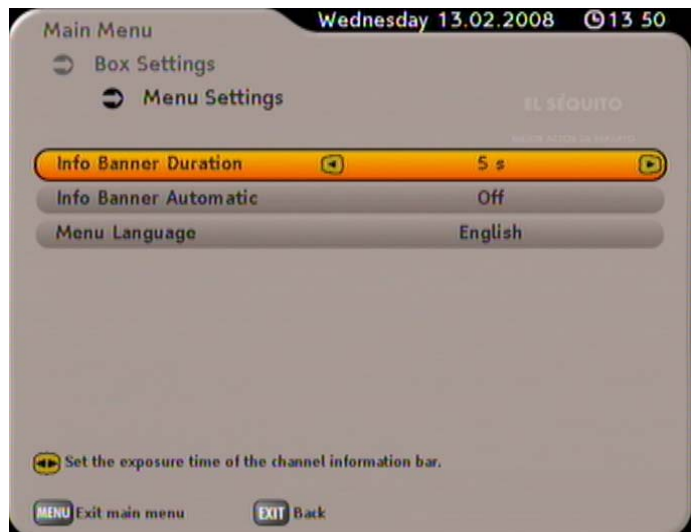 Main Menu
Wednesday 13.02.2008 13 50
Box Settings
Menu Settings
EL SÉQUITO
Info Banner Duration 5 s
Info Banner Automatic Off
Menu Language English
Set the exposure time of the channel information bar.
MENU Exit main menu EXIT Back